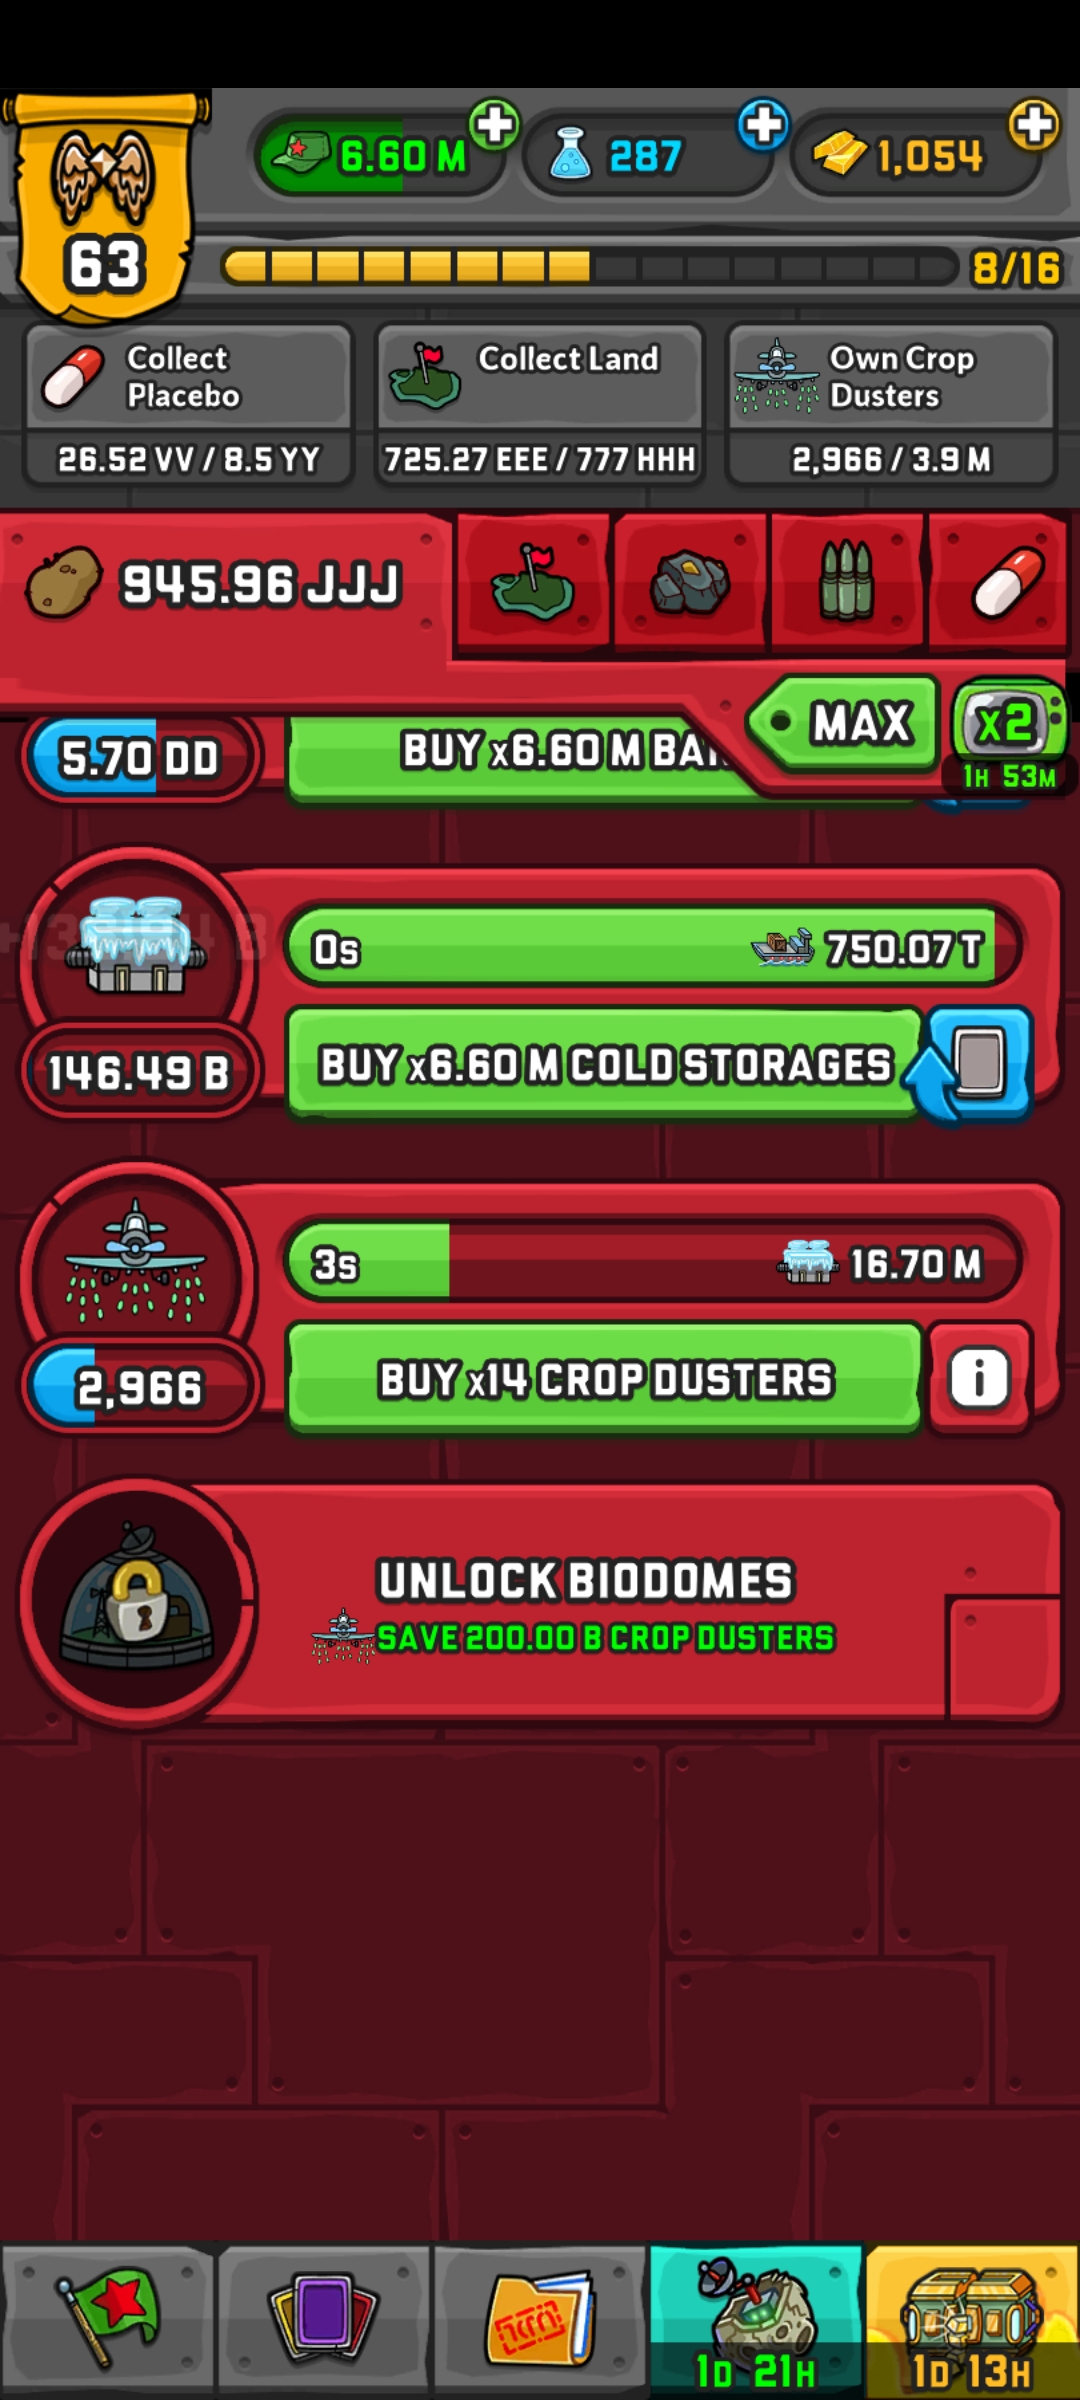 6.60 M
287
1,054
63
8/16
Collect Placebo
26.52 VV / 8.5 YY
Collect Land
725.27 EEE / 777 HHH
Own Crop Dusters
2,966 / 3.9 M
945.96 JJJ
MAX
x2
1H 53M
5.70 DD
BUY x6.60 M
0s
750.07 T
146.49 B
BUY x6.60 M COLD STORAGES
3s
16.70 M
2,966
BUY x14 CROP DUSTERS
i
UNLOCK BIODOMES
SAVE 200.00 B CROP DUSTERS
1D 21H
1D 13H